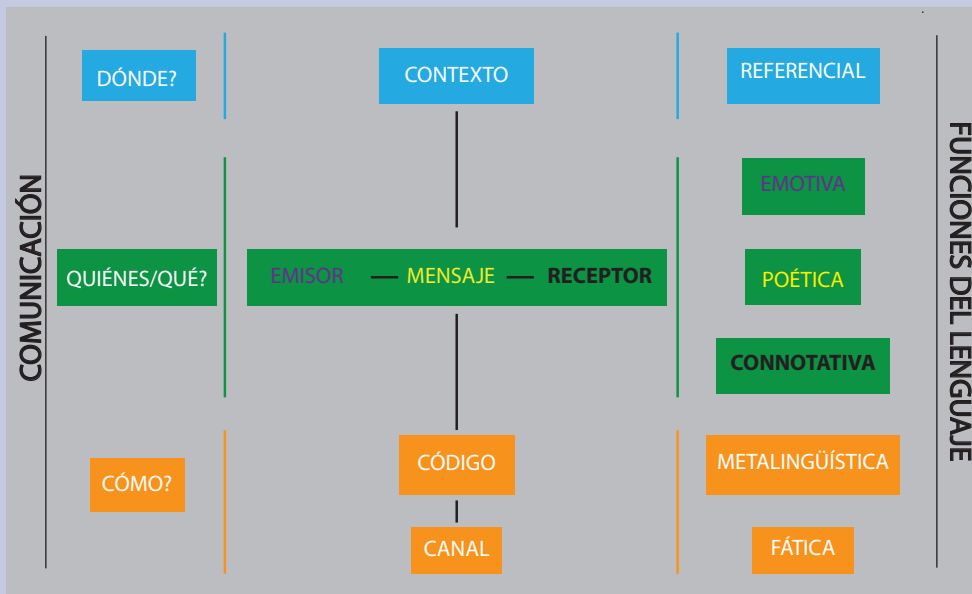 COMUNICACIÓN
DÓNDE?
CONTEXTO
REFERENCIAL
EMOTIVA
QUIÉNES/QUÉ?
EMISOR — MENSAJE — RECEPTOR
POÉTICA
CONNOTATIVA
CÓMO?
CÓDIGO
METALINGÜÍSTICA
CANAL
FÁTICA
FUNCIONES DEL LENGUAJE